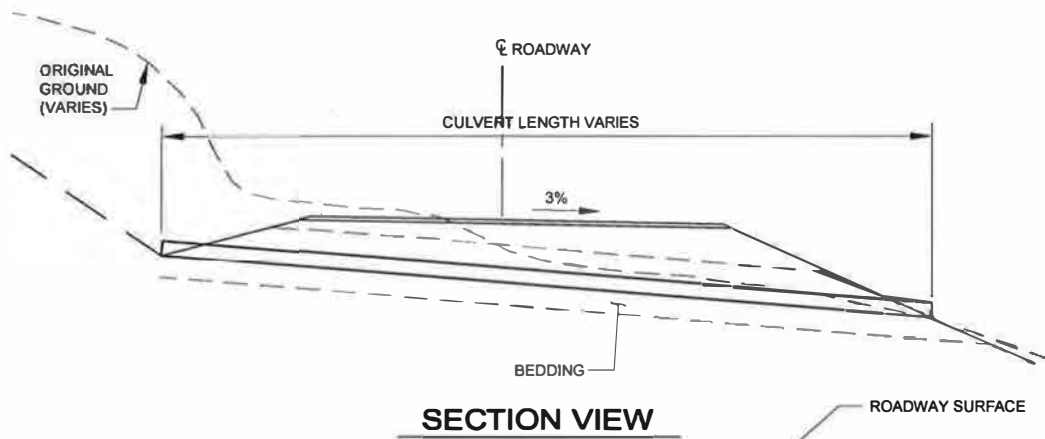 ℄ ROADWAY
ORIGINAL
GROUND
(VARIES)
CULVERT LENGTH VARIES
3%
BEDDING
SECTION VIEW
ROADWAY SURFACE